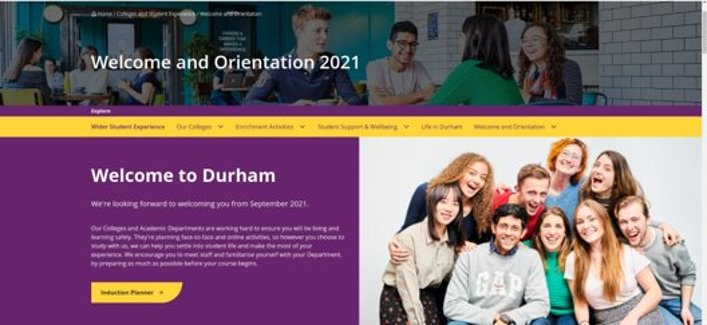 Home / Colleges and Student Experience / Welcome and Orientation
Welcome and Orientation 2021
Explore
Wider Student Experience Our Colleges Enrichment Activities Student Support & Wellbeing Life in Durham Welcome and Orientation
Welcome to Durham
We're looking forward to welcoming you from September 2021.
Our Colleges and Academic Departments are working hard to ensure you will be living and
learning safely. They're planning face-to-face and online activities, so however you choose to
study with us, we can help you settle into student life and make the most of your
experience. We encourage you to meet staff and familiarise yourself with your Department,
by preparing as much as possible before your course begins.
Induction Planner →
GAP